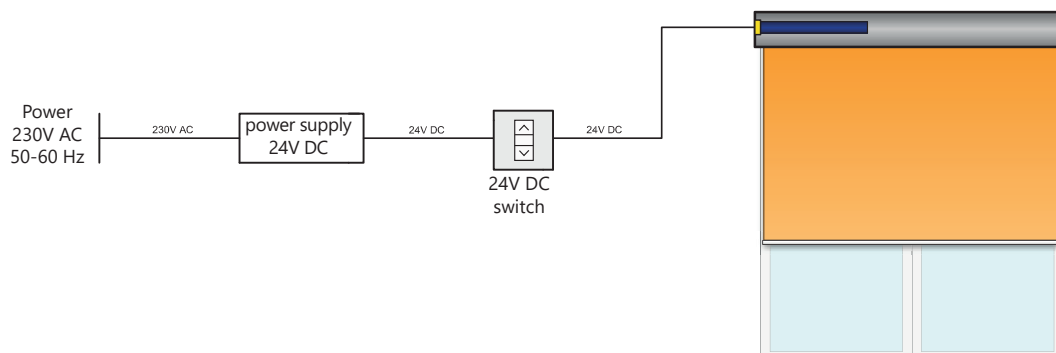 Power
230V AC
50-60 Hz
230V AC
power supply
24V DC
24V DC
24V DC
switch
24V DC